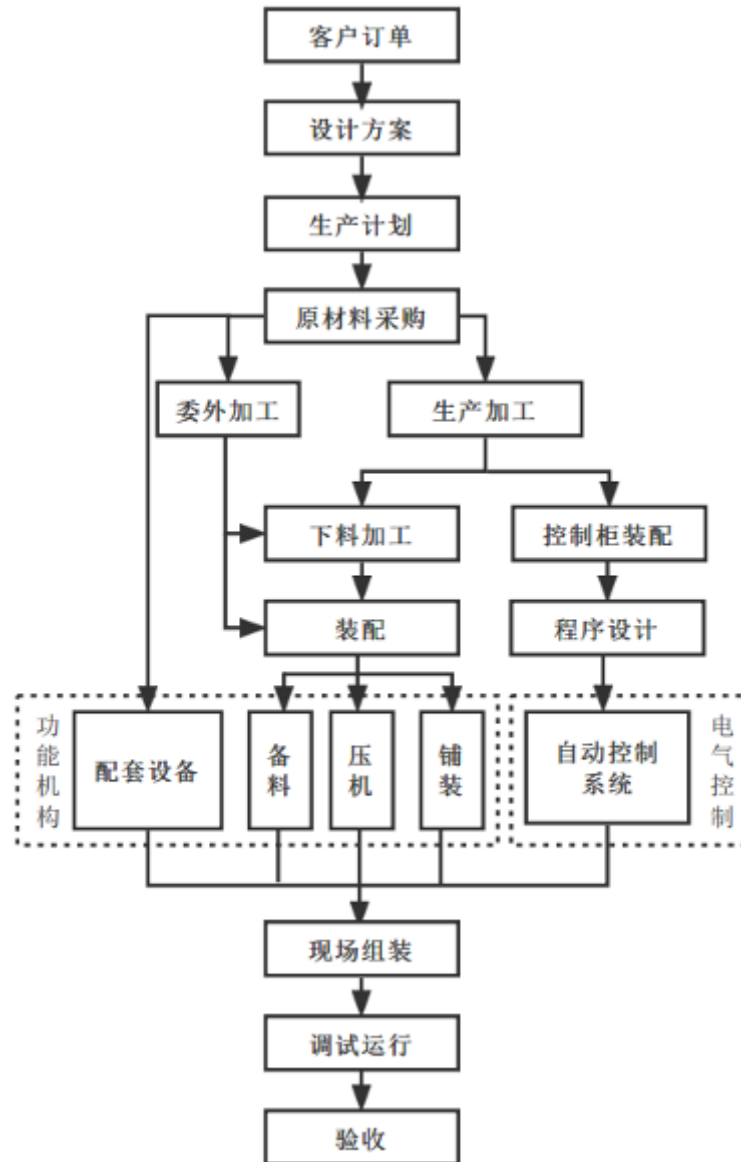 客户订单
设计方案
生产计划
原材料采购
委外加工
生产加工
下料加工
控制柜装配
装配
程序设计
功能机构
配套设备
备料
压机
铺装
自动控制
系统
电气控制
现场组装
调试运行
验收